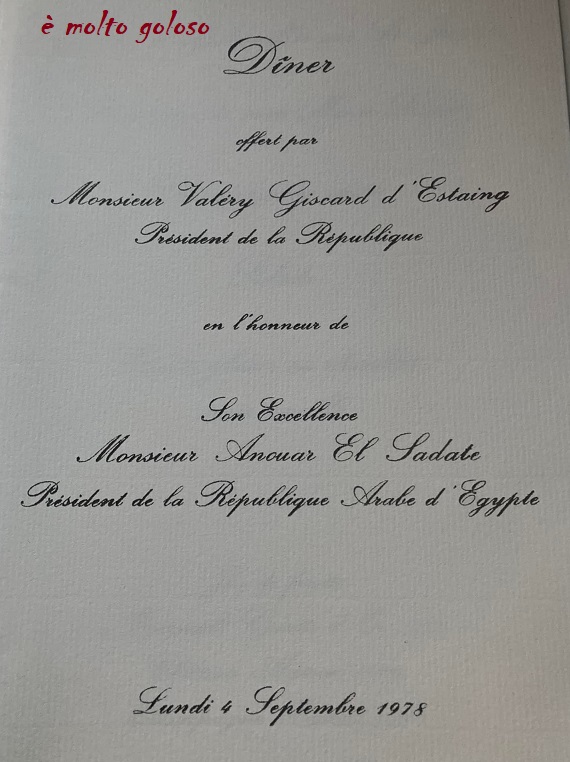 è molto goloso
Dîner
offert par
Monsieur Valéry Giscard d'Estaing
Président de la République
en l'honneur de
Son Excellence
Monsieur Anouar El Sadate
Président de la République Arabe d'Egypte
Lundi 4 Septembre 1978